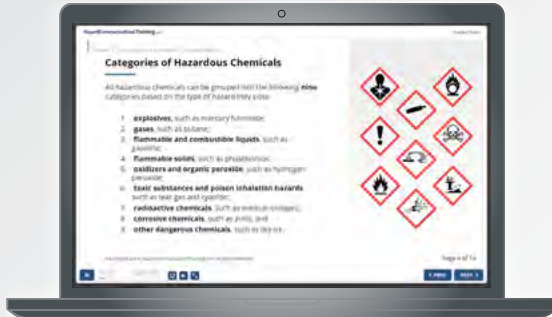 HazardCommunicationTraining
Categories of Hazardous Chemicals
All hazardous chemicals can be grouped into the following nine
categories based on the type of hazard they pose:
1. explosives, such as mercury fulminate;
2. gases, such as butane;
3. flammable and combustible liquids, such as
gasoline;
4. flammable solids, such as phosphorous;
5. oxidizers and organic peroxide, such as hydrogen
peroxide;
6. toxic substances and poison inhalation hazards
such as tear gas and cyanide;
7. radioactive chemicals, such as medical isotopes;
8. corrosive chemicals, such as acids; and
9. other dangerous chemicals, such as dry ice.
Page 4 of 14
PREV
NEXT